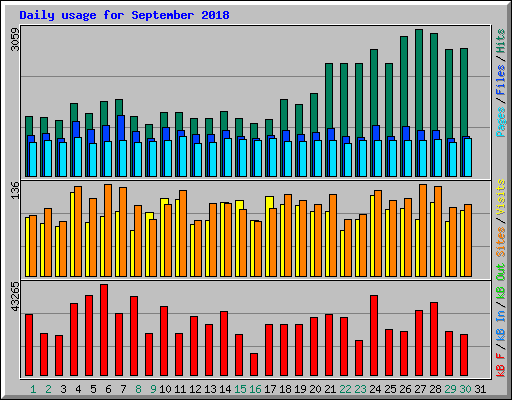 Daily usage for September 2018
3059
Pages / Files / Hits
136
kB F / kB In / kB Out Sites / Visits
43265
1 2 3 4 5 6 7 8 9 10 11 12 13 14 15 16 17 18 19 20 21 22 23 24 25 26 27 28 29 30 31